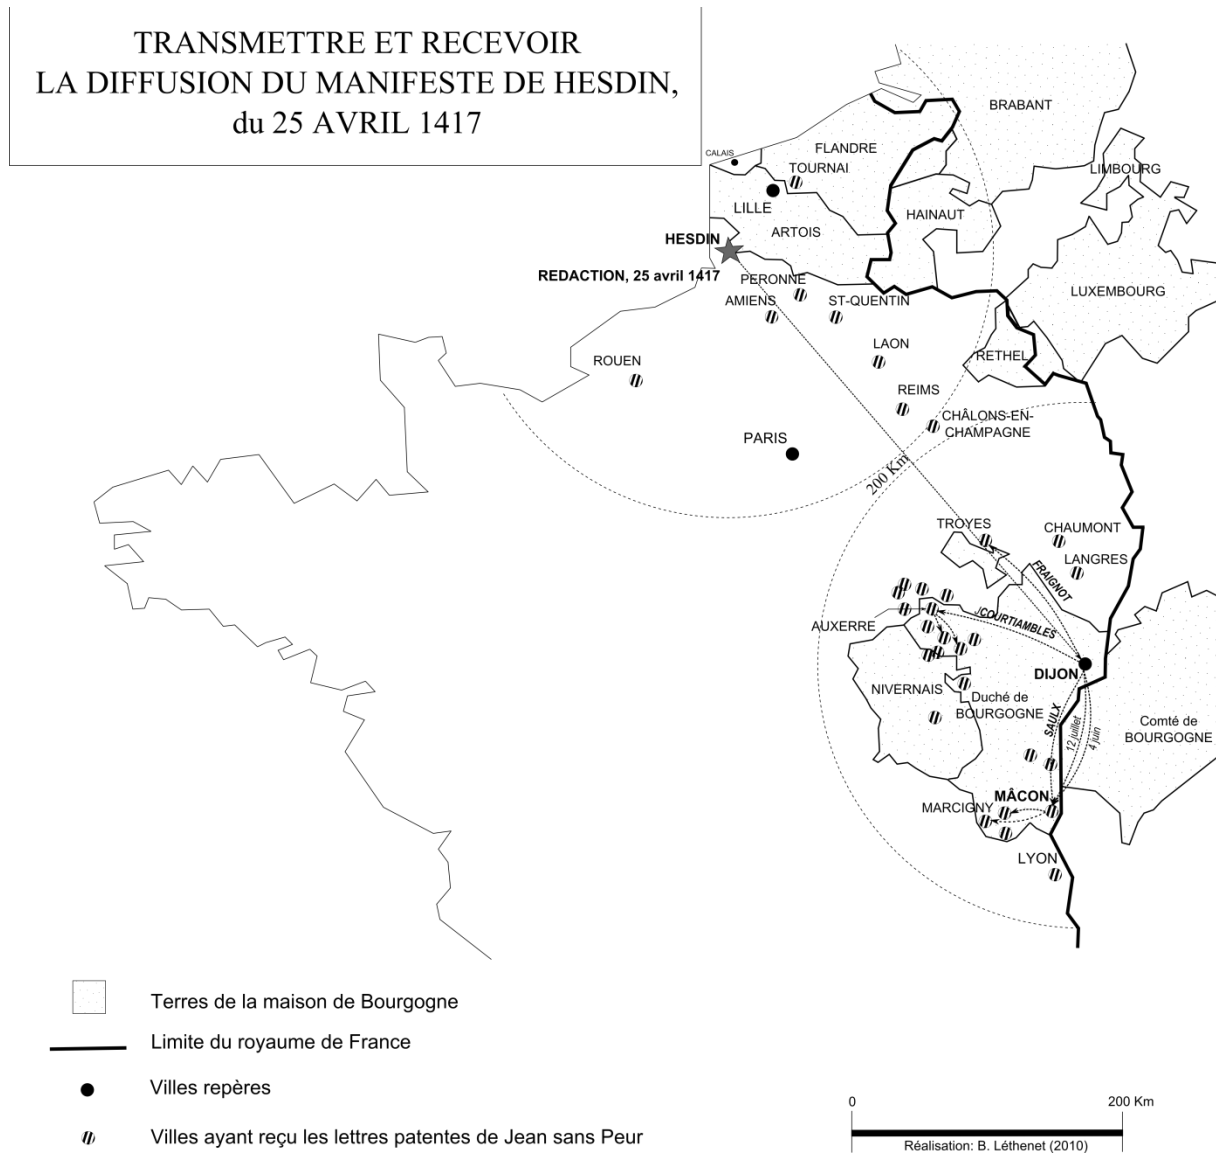 TRANSMETTRE ET RECEVOIR
LA DIFFUSION DU MANIFESTE DE HESDIN,
du 25 AVRIL 1417
BRABANT
FLANDRE
CALAIS
TOURNAI
LIMBOURG
LILLE
HAINAUT
ARTOIS
HESDIN
REDACTION, 25 avril 1417
PERONNE
LUXEMBOURG
AMIENS
ST-QUENTIN
LAON
RETHEL
ROUEN
REIMS
CHÂLONS-EN-
CHAMPAGNE
PARIS
200 Km
TROYES
CHAUMONT
LANGRES
FRAIGNOT
JCOURTIAMBLES
AUXERRE
DIJON
NIVERNAIS
Duché de
BOURGOGNE
SAULX
12 juillet
4 juin
Comté de
BOURGOGNE
MÂCON
MARCIGNY
LYON
Terres de la maison de Bourgogne
Limite du royaume de France
Villes repères
Villes ayant reçu les lettres patentes de Jean sans Peur
0
200 Km
Réalisation: B. Léthenet (2010)